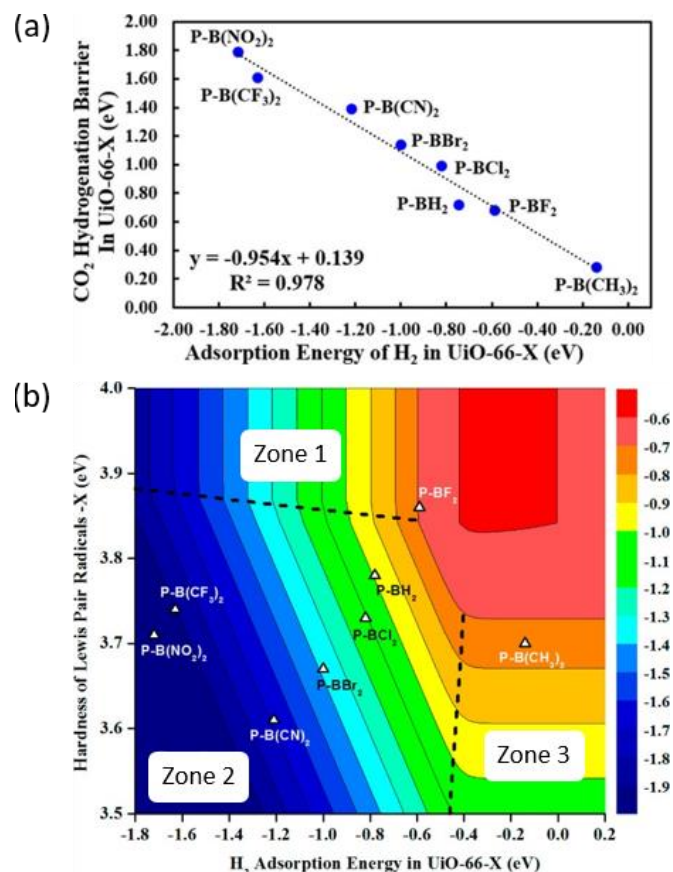 (a)
2.00
1.80
1.60
1.40
1.20
1.00
0.80
0.60
0.40
0.20
0.00
CO₂ Hydrogenation Barrier
In UiO-66-X (eV)
P-B(NO₂)₂
P-B(CF₃)₂
P-B(CN)₂
P-BBr₂
P-BCl₂
P-BH₂
P-BF₂
P-B(CH₃)₂
y = -0.954x + 0.139
R² = 0.978
-2.00 -1.80 -1.60 -1.40 -1.20 -1.00 -0.80 -0.60 -0.40 -0.20 0.00
Adsorption Energy of H₂ in UiO-66-X (eV)
(b)
4.0
3.9
3.8
3.7
3.6
3.5
Hardness of Lewis Pair Radicals -X (eV)
Zone 1
P-BF₂
P-BH₂
P-B(CF₃)₂
P-BCl₂
P-B(NO₂)₂
P-B(CH₃)₂
P-BBr₂
P-B(CN)₂
Zone 2
Zone 3
-1.8 -1.6 -1.4 -1.2 -1.0 -0.8 -0.6 -0.4 -0.2 0.0 0.2
H₂ Adsorption Energy in UiO-66-X (eV)
-0.6
-0.7
-0.8
-0.9
-1.0
-1.1
-1.2
-1.3
-1.4
-1.5
-1.6
-1.7
-1.8
-1.9